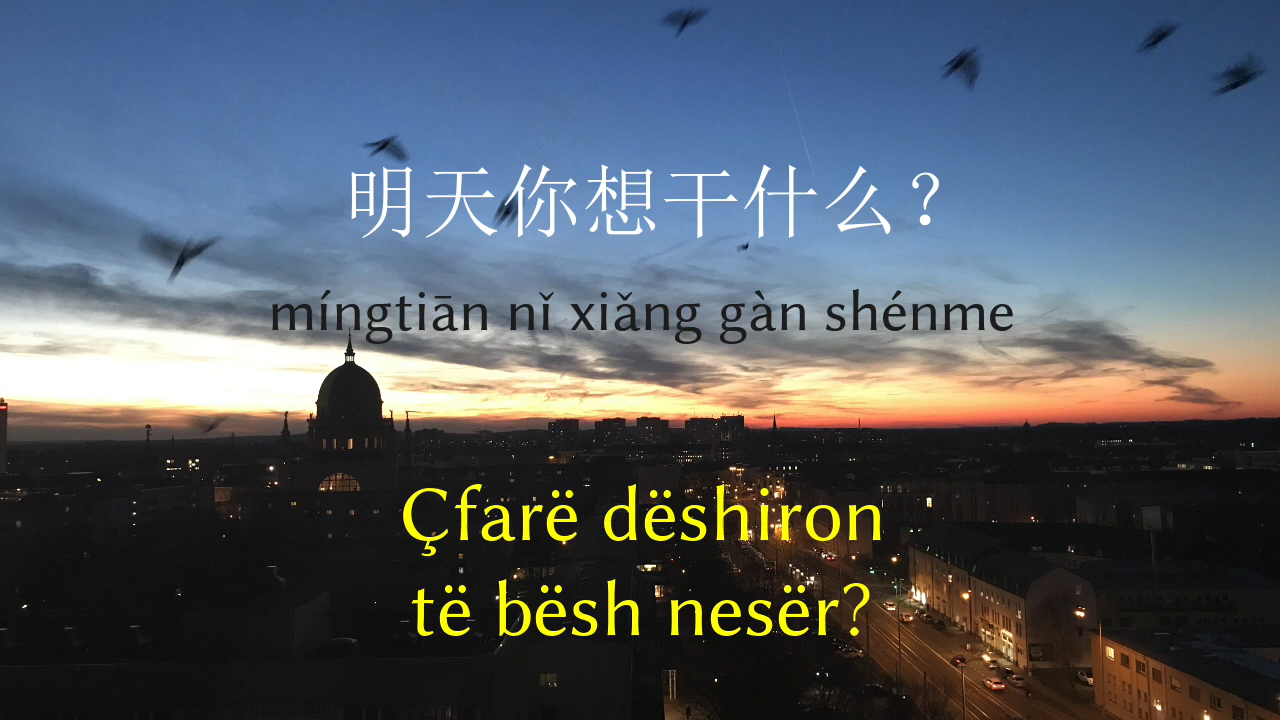 明天你想干什么？
míngtiān nǐ xiǎng gàn shénme
Çfarë dëshiron
të bësh nesër?